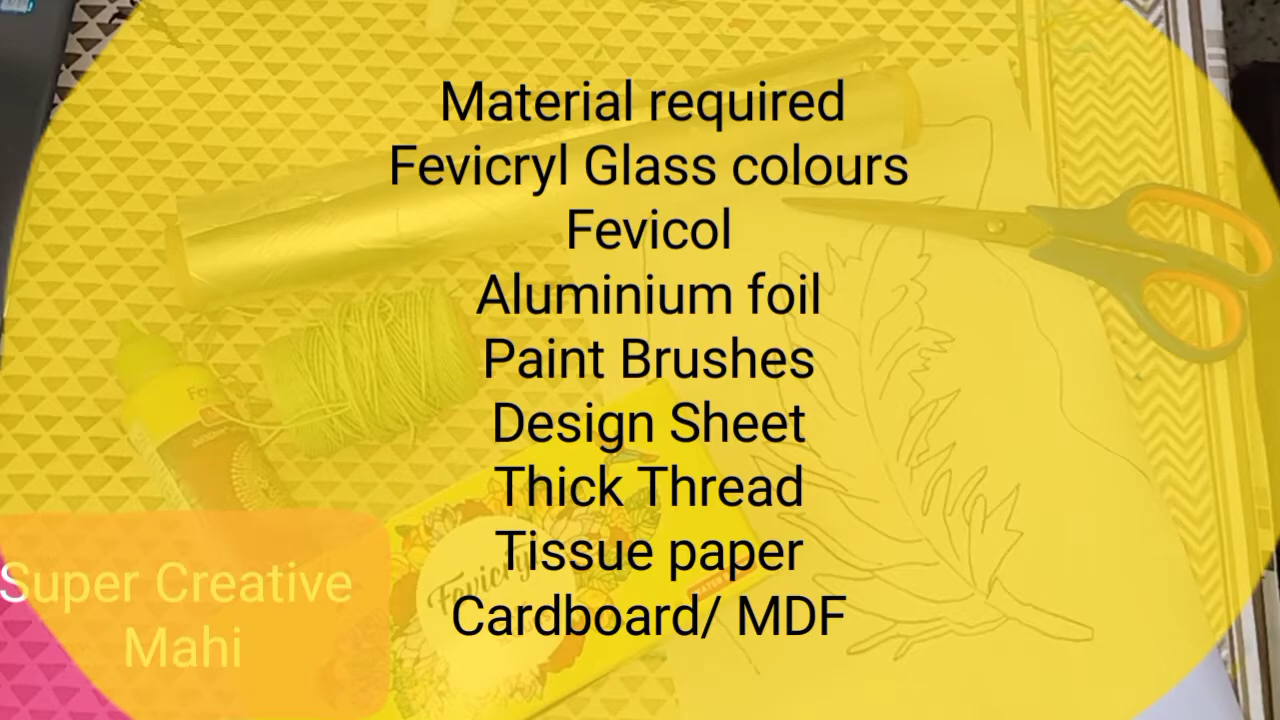 Material required
Fevicryl Glass colours
Fevicol
Aluminium foil
Paint Brushes
Design Sheet
Thick Thread
Tissue paper
Cardboard/ MDF
Super Creative
Mahi
Fevicryl